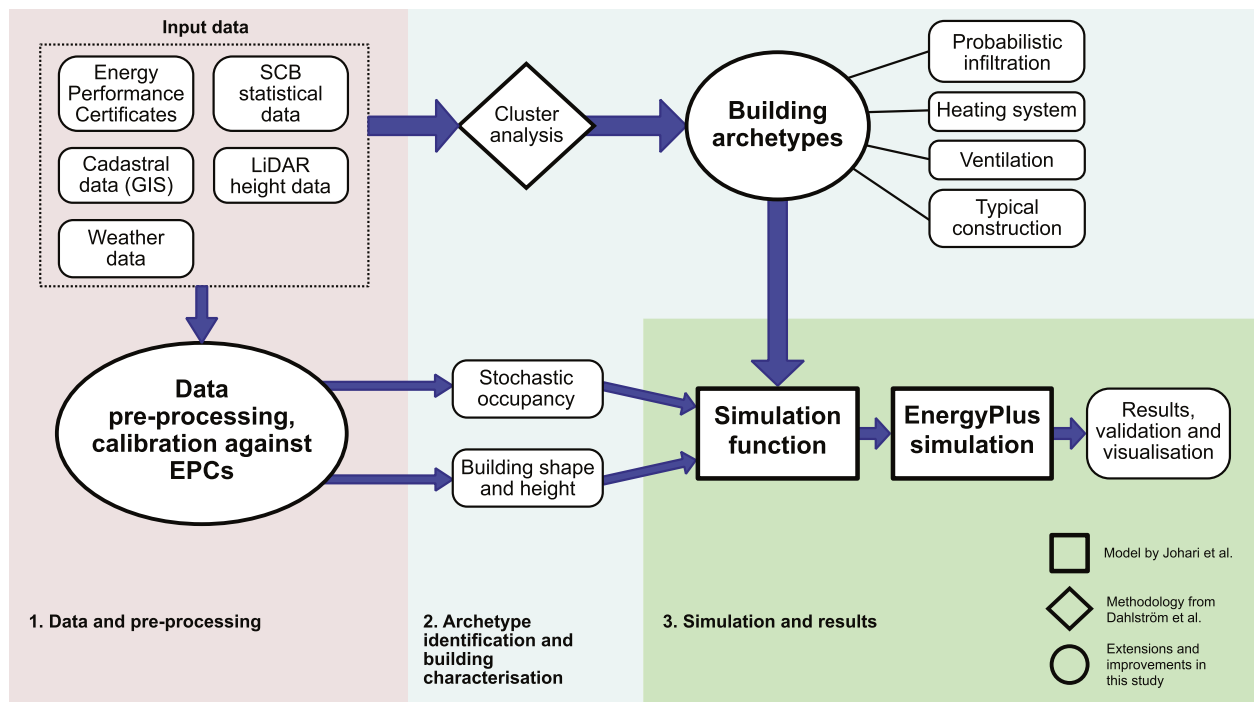 Input data
Energy
Performance
Certificates
SCB
statistical
data
Cadastral
data (GIS)
LiDAR
height data
Weather
data
Cluster
analysis
Building
archetypes
Probabilistic
infiltration
Heating system
Ventilation
Typical
construction
Data
pre-processing,
calibration against
EPCs
Stochastic
occupancy
Building shape
and height
Simulation
function
EnergyPlus
simulation
Results,
validation and
visualisation
Model by Johari et al.
Methodology from
Dahlström et al.
Extensions and
improvements in
this study
1. Data and pre-processing
2. Archetype
identification and
building
characterisation
3. Simulation and results